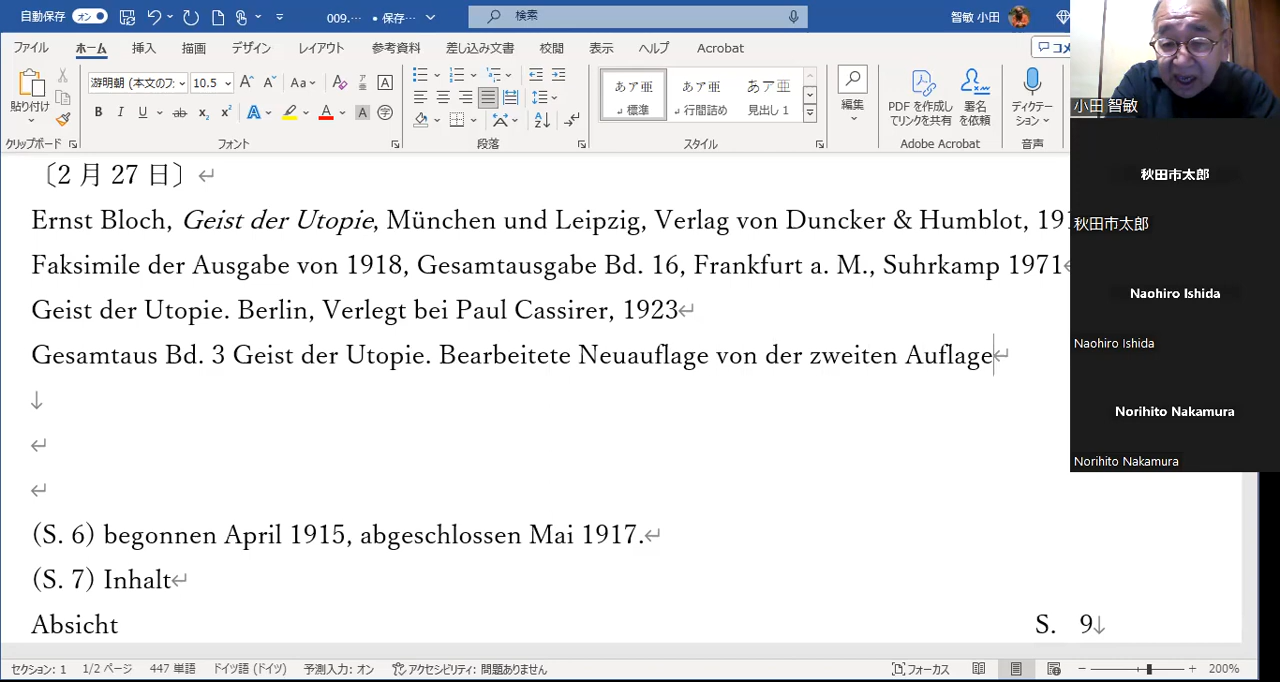 自動保存 オン 009.… • 保存… 検索 智敏 小田
ファイル ホーム 挿入 描画 デザイン レイアウト 参考資料 差し込み文書 校閲 表示 ヘルプ Acrobat コメ
貼り付け
クリップボード
游明朝 (本文のフ 10.5 A A Aa A A
B I U ab x₂ x² A A A 字
フォント
段落
あア亜 あア亜 あア亜
標準 行間詰め 見出し 1
スタイル
編集
PDF を作成し
てリンクを共有
署名
を依頼
Adobe Acrobat
ディクテー
ション
音声
〔2 月 27 日〕
Ernst Bloch, Geist der Utopie, München und Leipzig, Verlag von Duncker & Humblot, 191
Faksimile der Ausgabe von 1918, Gesamtausgabe Bd. 16, Frankfurt a. M., Suhrkamp 1971
Geist der Utopie. Berlin, Verlegt bei Paul Cassirer, 1923
Gesamtaus Bd. 3 Geist der Utopie. Bearbeitete Neuauflage von der zweiten Auflage
(S. 6) begonnen April 1915, abgeschlossen Mai 1917.
(S. 7) Inhalt
Absicht S. 9
小田 智敏
秋田市太郎
秋田市太郎
Naohiro Ishida
Naohiro Ishida
Norihito Nakamura
Norihito Nakamura
セクション: 1 1/2 ページ 447 単語 ドイツ語 (ドイツ) 予測入力: オン アクセシビリティ: 問題ありません フォーカス 200%